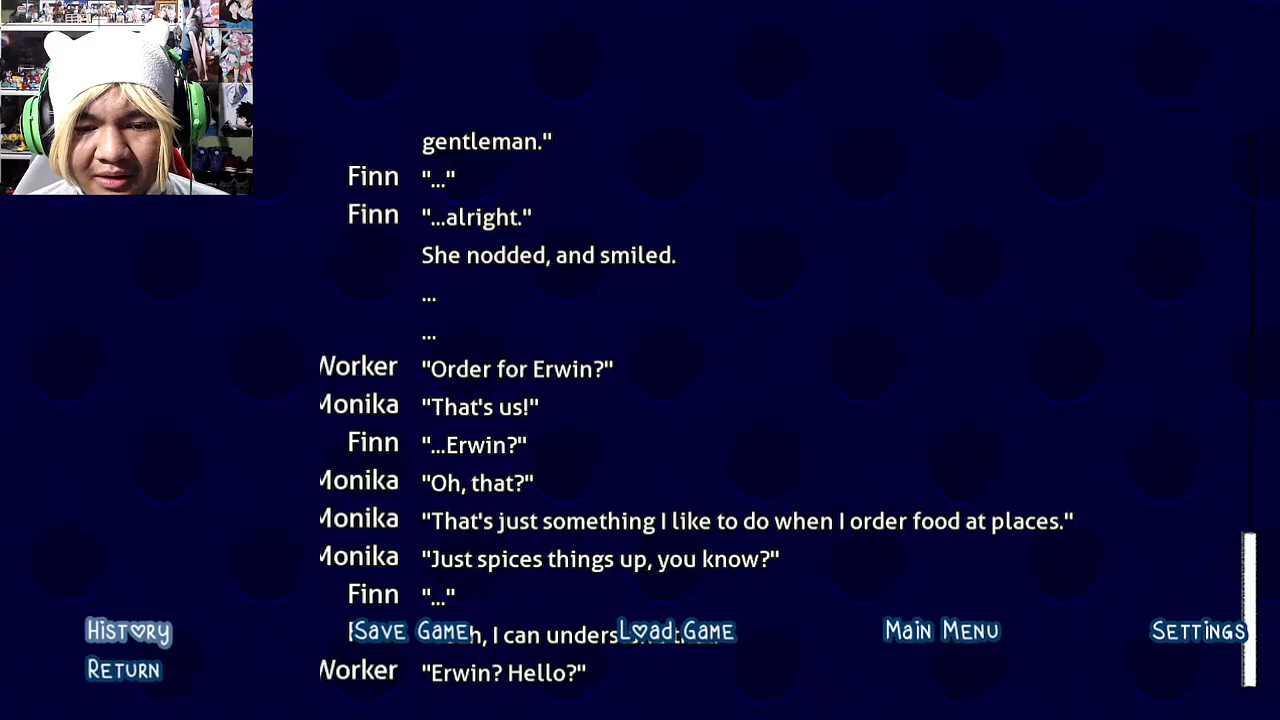 gentleman."
Finn "..."
Finn "...alright."
She nodded, and smiled.
...
...
Worker "Order for Erwin?"
Monika "That's us!"
Finn "...Erwin?"
Monika "Oh, that?"
Monika "That's just something I like to do when I order food at places."
Monika "Just spices things up, you know?"
Finn "..."
h, I can unders
History Save Game Load Game Main Menu Settings
Return
Worker "Erwin? Hello?"